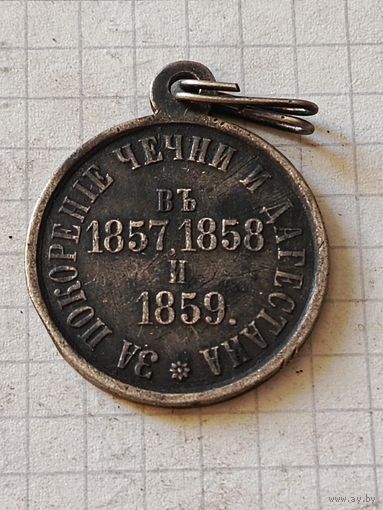 ЗА ПОКОРЕНІЕ ЧЕЧНИ И ДАГЕСТАНА
ВЪ
1857, 1858
И
1859.
www.ay.by